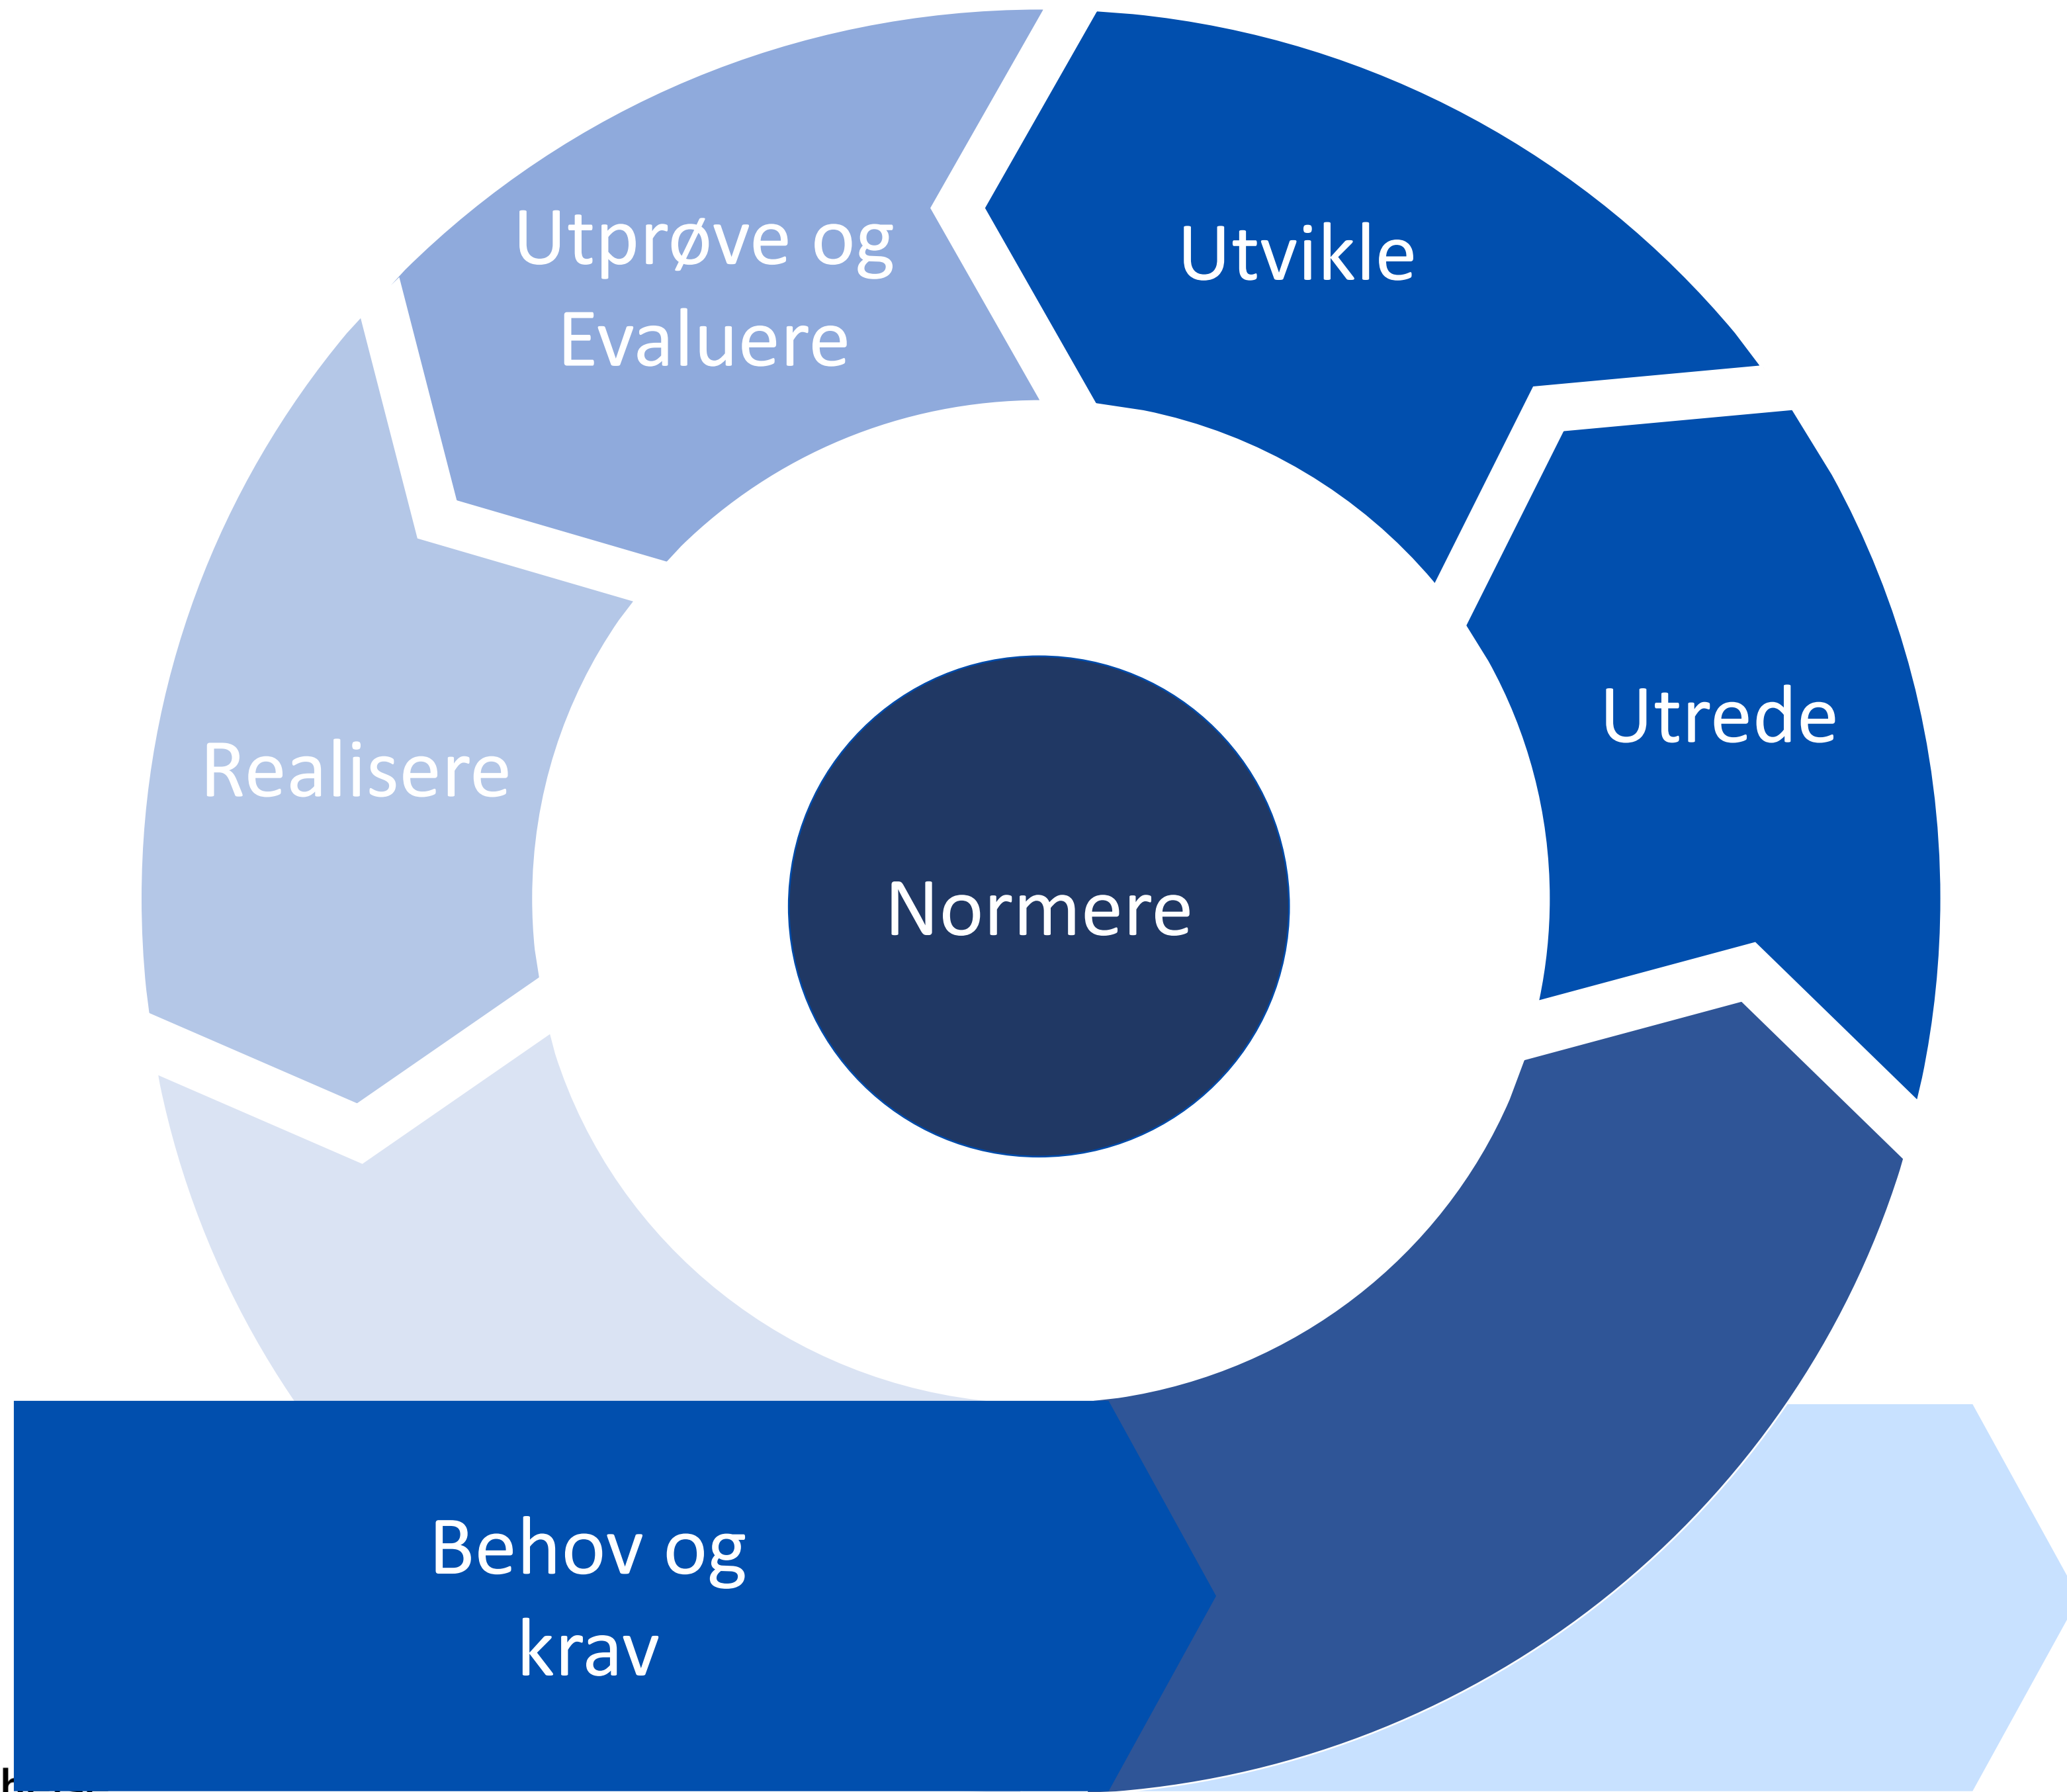 Utprøve og
Evaluere
Utvikle
Utrede
Realisere
Normere
Behov og
krav